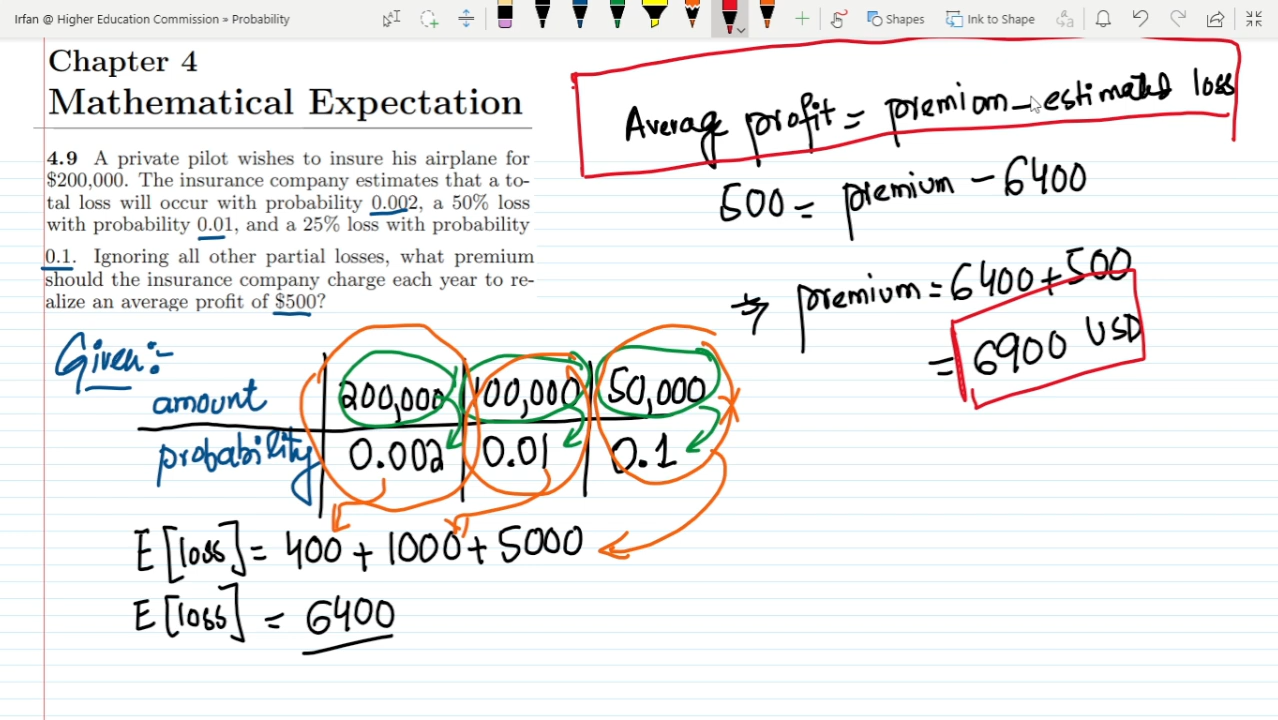 Irfan @ Higher Education Commission » Probability
Shapes
Ink to Shape
Chapter 4
Mathematical Expectation
4.9 A private pilot wishes to insure his airplane for
$200,000. The insurance company estimates that a to-
tal loss will occur with probability 0.002, a 50% loss
with probability 0.01, and a 25% loss with probability
0.1. Ignoring all other partial losses, what premium
should the insurance company charge each year to re-
alize an average profit of $500?
Average profit = premiom - estimated loss
500 = premium - 6400
⇒ premium = 6400 + 500
= 6900 USD
Given:-
amount 200,000 100,000 50,000
probability 0.002 0.01 0.1
E[loss] = 400 + 1000 + 5000
E[loss] = 6400